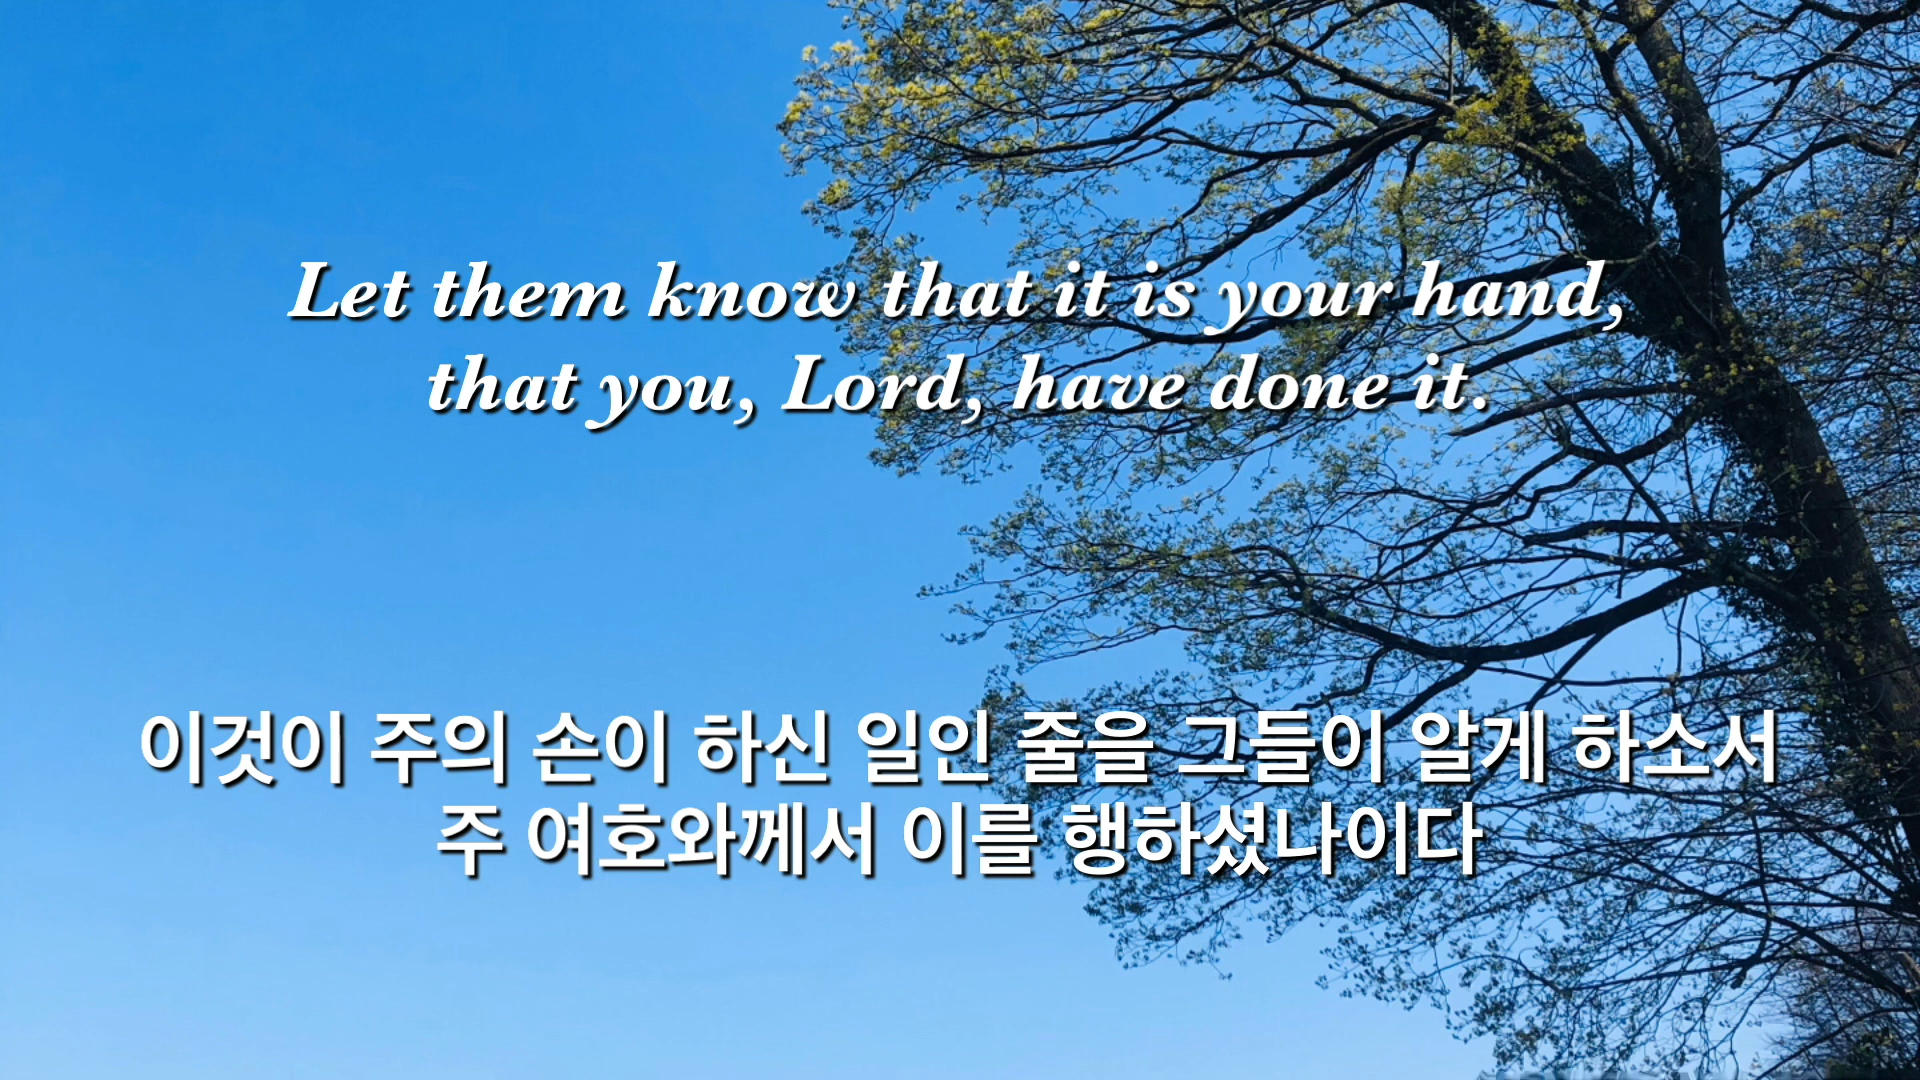 Let them know that it is your hand,
that you, Lord, have done it.
이것이 주의 손이 하신 일인 줄을 그들이 알게 하소서
주 여호와께서 이를 행하셨나이다